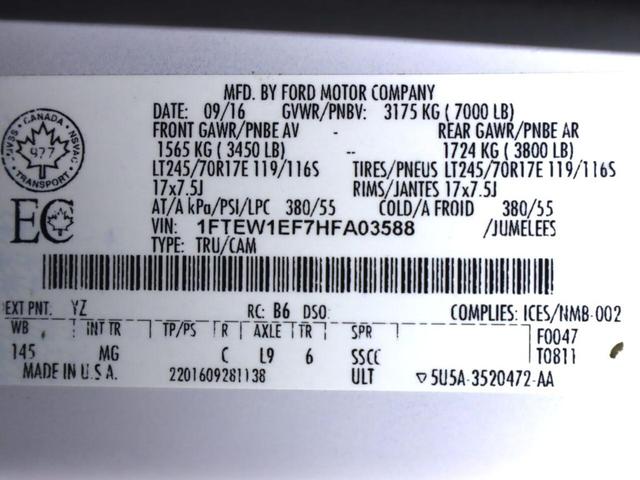 MFD. BY FORD MOTOR COMPANY
DATE: 09/16 GVWR/PNBV: 3175 KG ( 7000 LB)
FRONT GAWR/PNBE AV - REAR GAWR/PNBE AR
1565 KG ( 3450 LB) -- 1724 KG ( 3800 LB)
LT245/70R17E 119/116S TIRES/PNEUS LT245/70R17E 119/116S
17x7.5J RIMS/JANTES 17x7.5J
AT/A kPa/PSI/LPC 380/55 COLD/A FROID 380/55
VIN: 1FTEW1EF7HFA03588 /JUMELEES
TYPE: TRU/CAM
CANADA
NSVAC
TRANSPORT
MVSS
977
EC
EXT PNT: YZ RC: B6 DSO: COMPLIES: ICES/NMB-002
WB INT TR TP/PS R AXLE TR SPR F0047
145 MG C L9 6 SSCC T0811
MADE IN U.S.A. 2201609281138 ULT ▽5U5A-3520472-AA